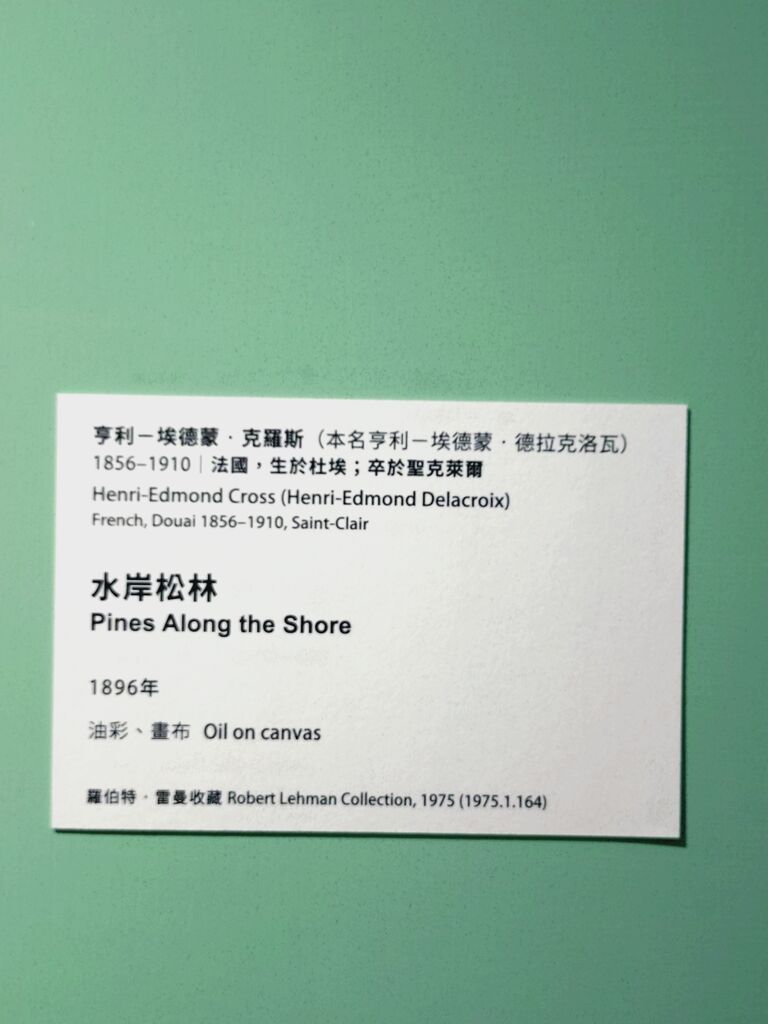 亨利－埃德蒙．克羅斯（本名亨利－埃德蒙．德拉克洛瓦）
1856–1910｜法國，生於杜埃；卒於聖克萊爾
Henri-Edmond Cross (Henri-Edmond Delacroix)
French, Douai 1856–1910, Saint-Clair
水岸松林
Pines Along the Shore
1896年
油彩、畫布 Oil on canvas
羅伯特．雷曼收藏 Robert Lehman Collection, 1975 (1975.1.164)